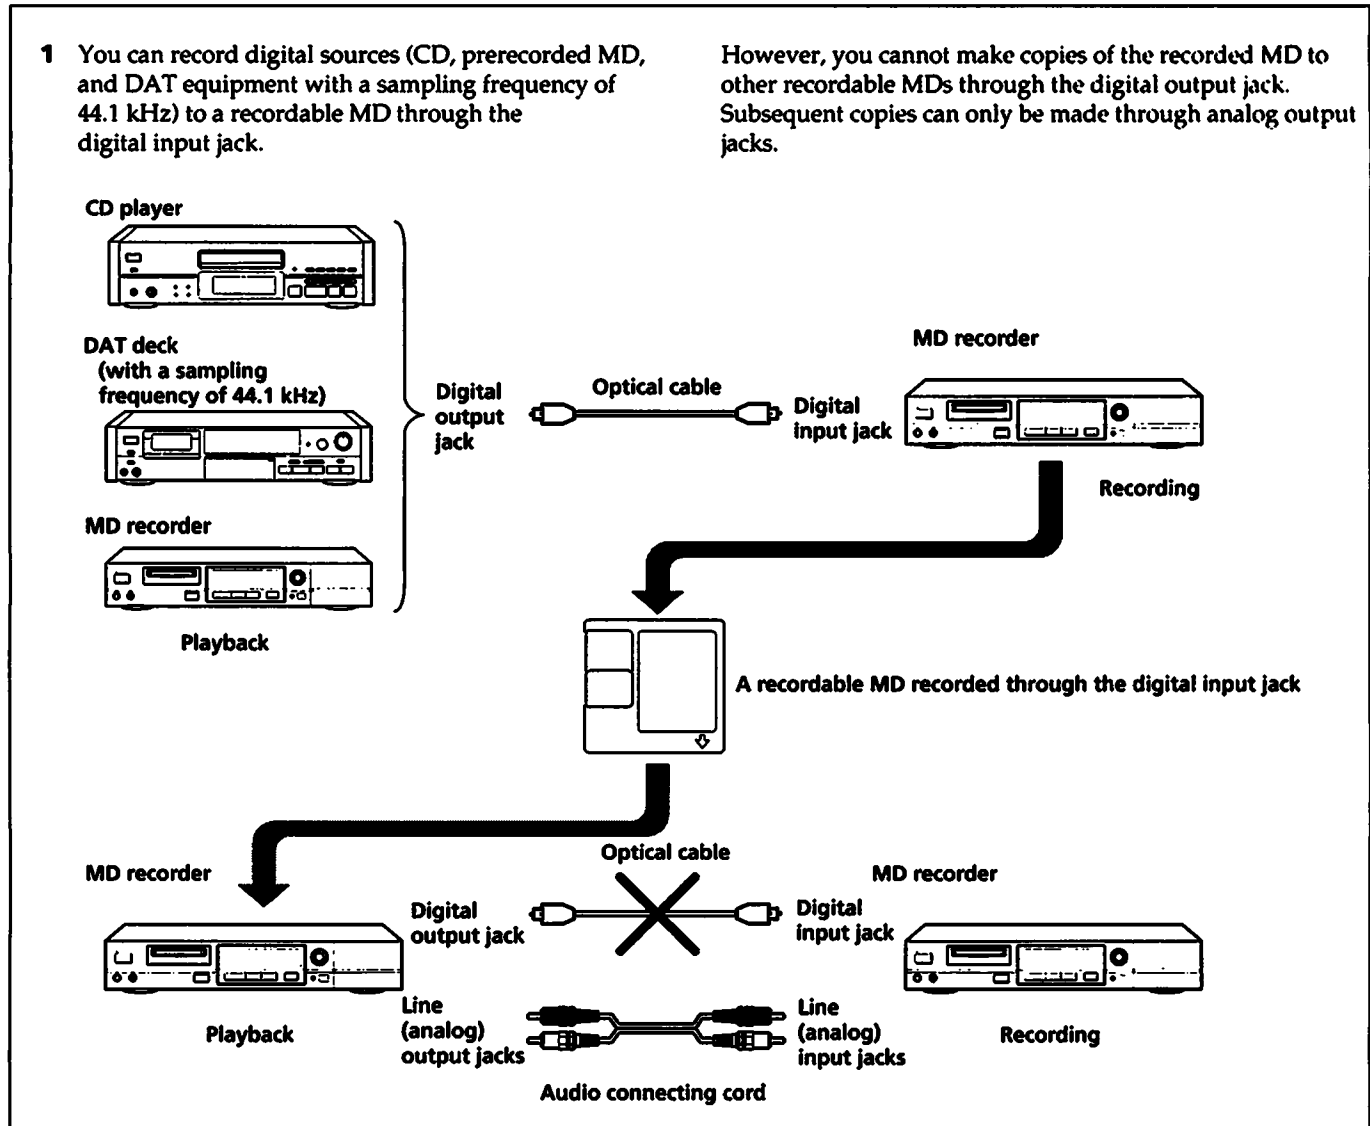 1 You can record digital sources (CD, prerecorded MD,
and DAT equipment with a sampling frequency of
44.1 kHz) to a recordable MD through the
digital input jack.
However, you cannot make copies of the recorded MD to
other recordable MDs through the digital output jack.
Subsequent copies can only be made through analog output
jacks.
CD player
DAT deck
(with a sampling
frequency of 44.1 kHz)
MD recorder
Playback
Digital
output
jack
Optical cable
Digital
input jack
MD recorder
Recording
A recordable MD recorded through the digital input jack
MD recorder
Playback
Optical cable
Digital
output jack
Digital
input jack
MD recorder
Recording
Line
(analog)
output jacks
Line
(analog)
input jacks
Audio connecting cord